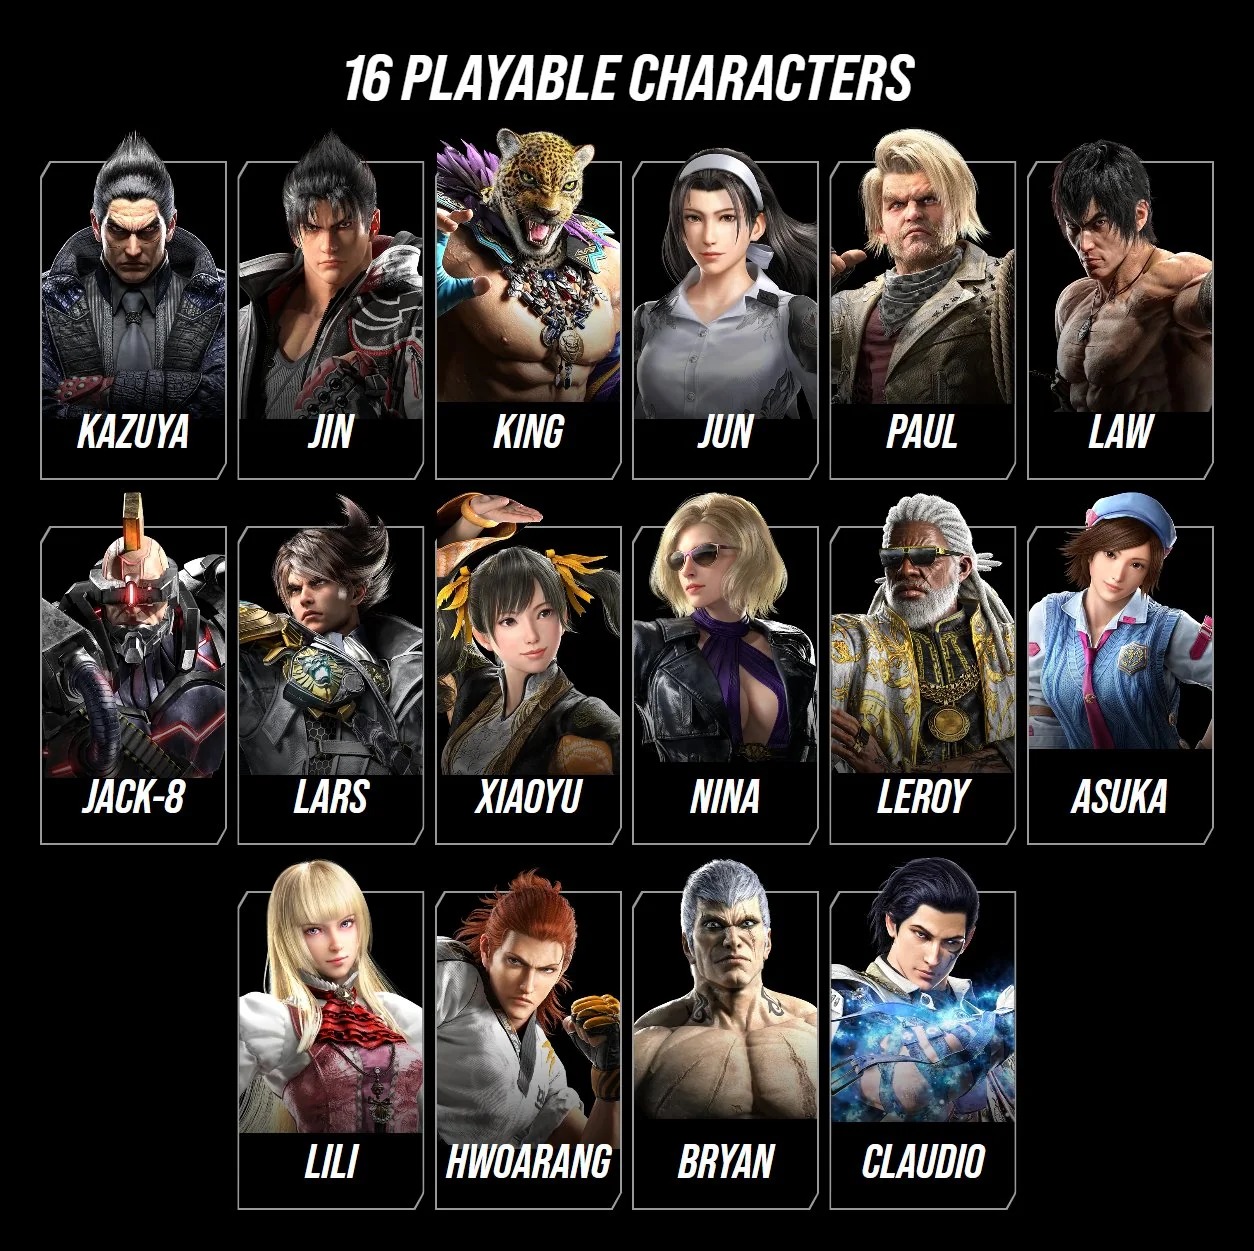 16 PLAYABLE CHARACTERS
KAZUYA
JIN
KING
JUN
PAUL
LAW
JACK-8
LARS
XIAOYU
NINA
LEROY
ASUKA
LILI
HWOARANG
BRYAN
CLAUDIO